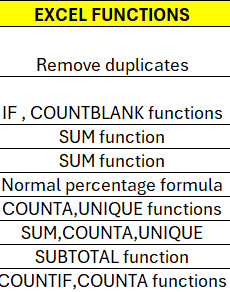 EXCEL FUNCTIONS
Remove duplicates
IF , COUNTBLANK functions
SUM function
SUM function
Normal percentage formula
COUNTA,UNIQUE functions
SUM,COUNTA,UNIQUE
SUBTOTAL function
COUNTIF,COUNTA functions